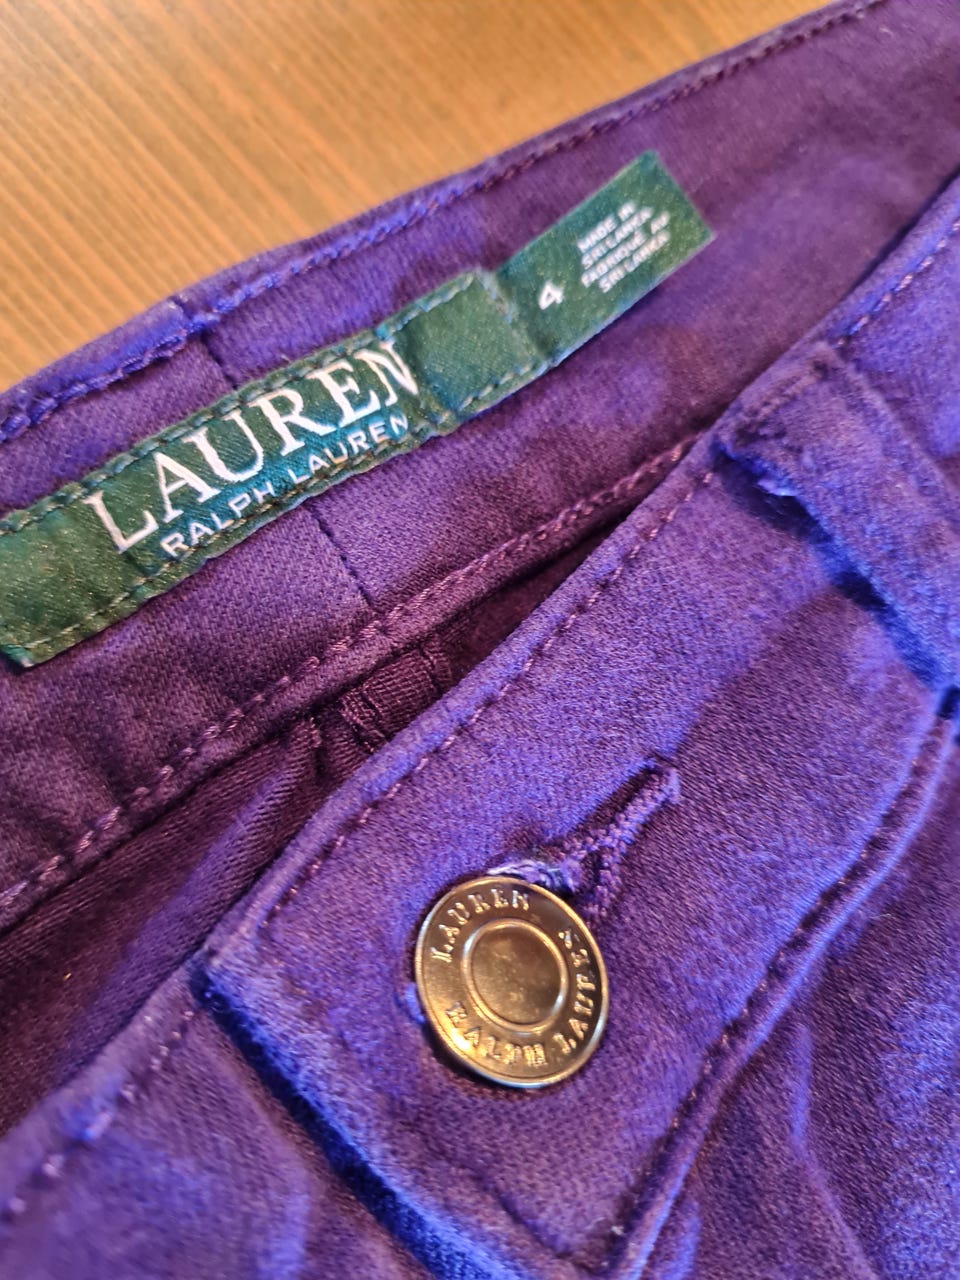 LAUREN
RALPH LAUREN
4
MADE IN
SRI LANKA
FABRIQUÉ AU
SRI LANKA
LAUREN
RALPH LAUREN